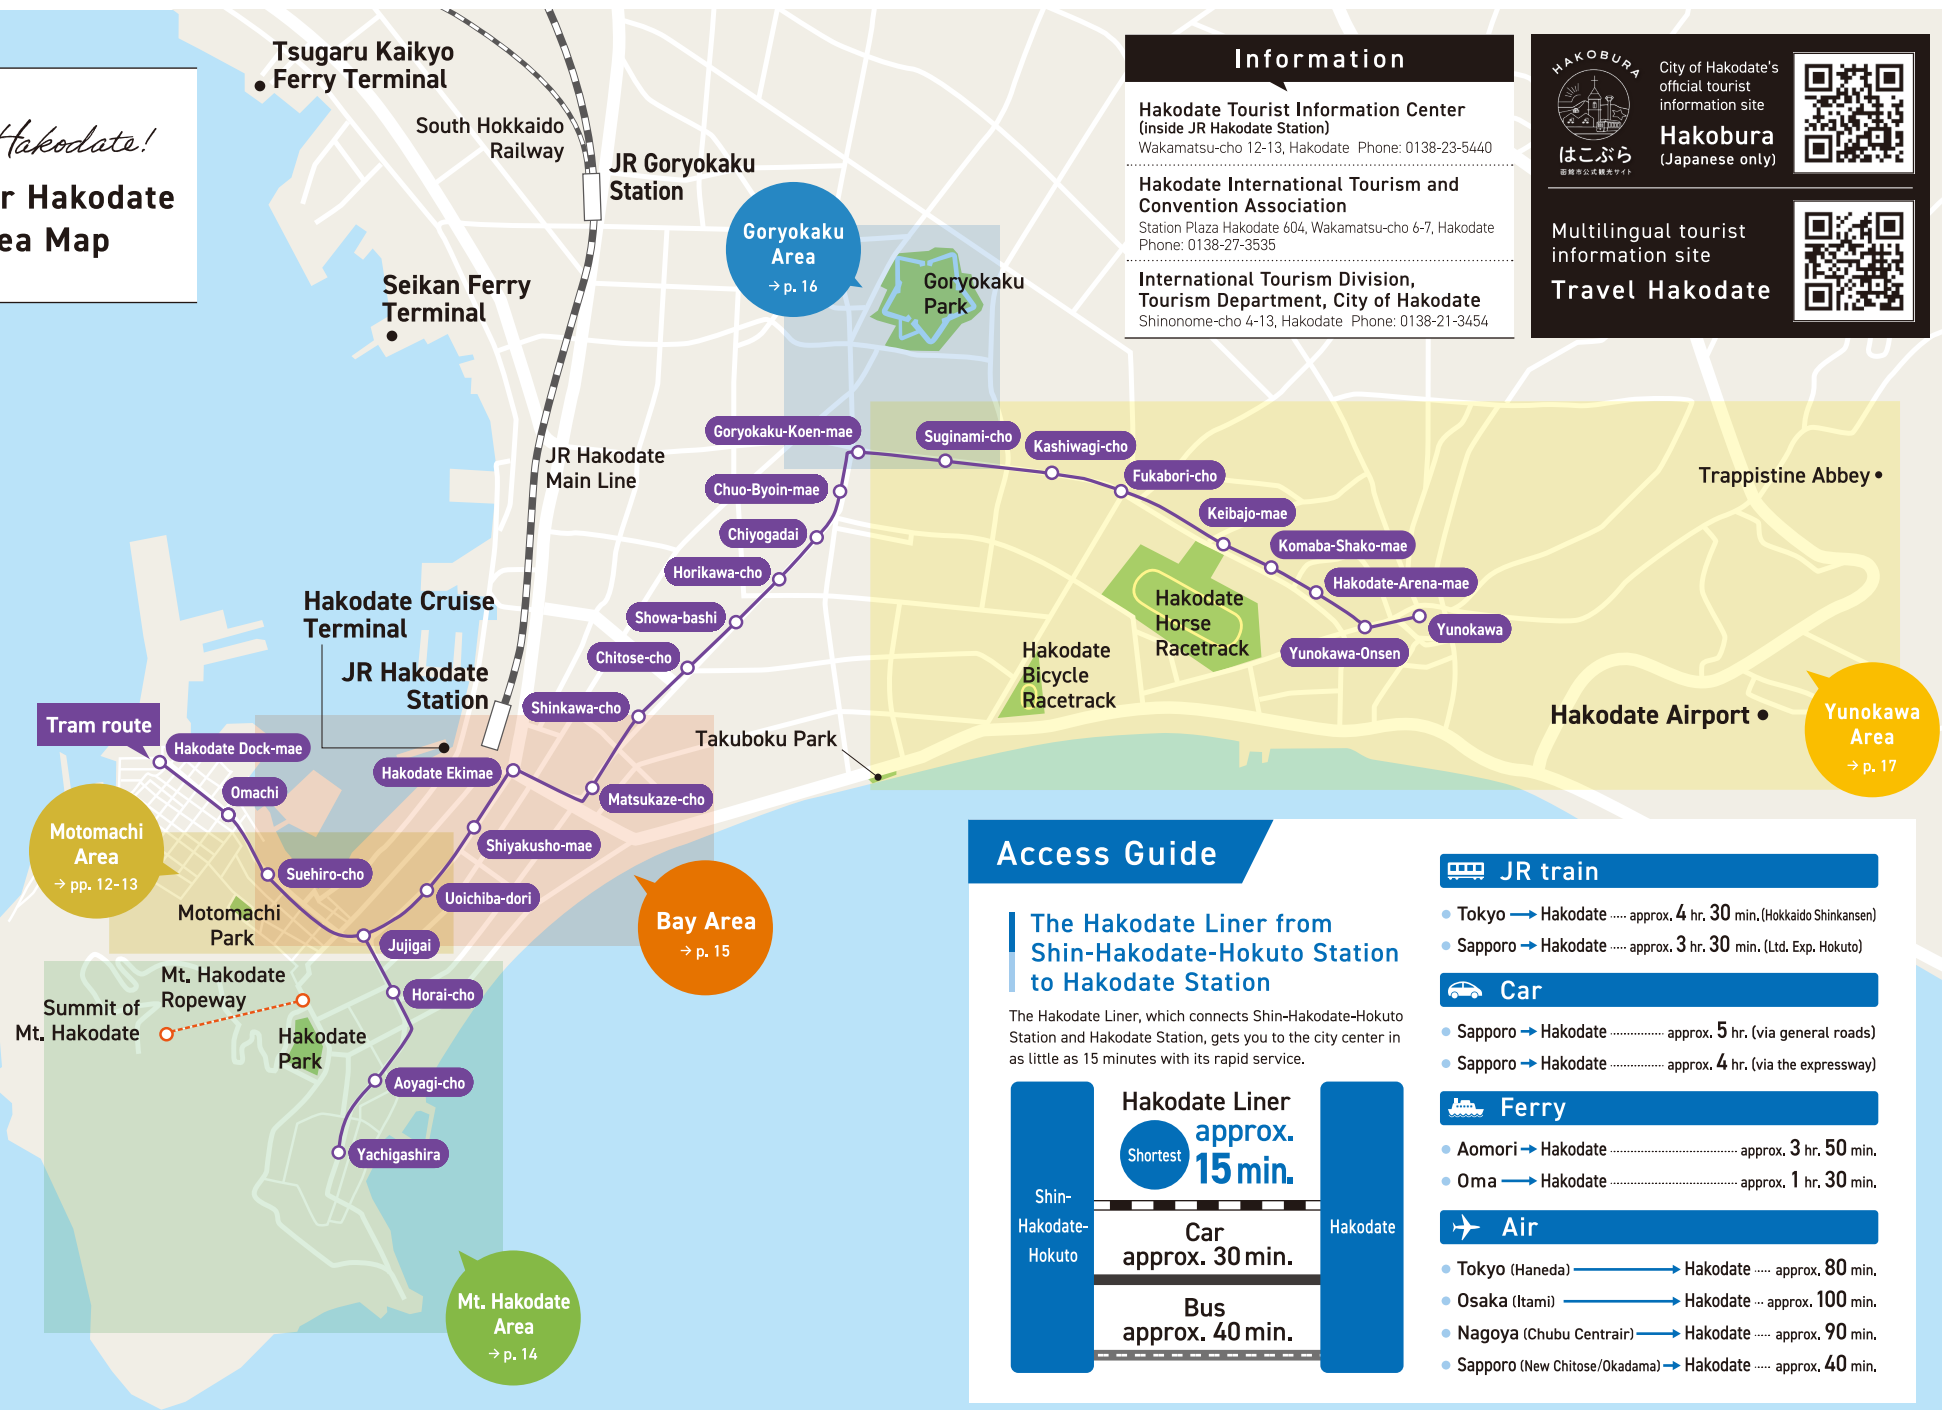 Hakodate!
r Hakodate
ea Map
Tsugaru Kaikyo
Ferry Terminal
South Hokkaido
Railway
JR Goryokaku
Station
Seikan Ferry
Terminal
Goryokaku
Area
→ p. 16
Goryokaku
Park
Information
Hakodate Tourist Information Center
(inside JR Hakodate Station)
Wakamatsu-cho 12-13, Hakodate Phone: 0138-23-5440
Hakodate International Tourism and
Convention Association
Station Plaza Hakodate 604, Wakamatsu-cho 6-7, Hakodate
Phone: 0138-27-3535
International Tourism Division,
Tourism Department, City of Hakodate
Shinonome-cho 4-13, Hakodate Phone: 0138-21-3454
HAKOBURA
はこぶら
函館市公式観光サイト
City of Hakodate's
official tourist
information site
Hakobura
(Japanese only)
Multilingual tourist
information site
Travel Hakodate
JR Hakodate
Main Line
Goryokaku-Koen-mae
Suginami-cho
Kashiwagi-cho
Fukabori-cho
Keibajo-mae
Komaba-Shako-mae
Hakodate-Arena-mae
Yunokawa
Yunokawa-Onsen
Chuo-Byoin-mae
Chiyogadai
Horikawa-cho
Showa-bashi
Chitose-cho
Shinkawa-cho
Matsukaze-cho
Hakodate Ekimae
Shiyakusho-mae
Uoichiba-dori
Jujigai
Suehiro-cho
Omachi
Hakodate Dock-mae
Tram route
Horai-cho
Aoyagi-cho
Yachigashira
Trappistine Abbey
Hakodate
Horse
Racetrack
Hakodate
Bicycle
Racetrack
Hakodate Airport
Yunokawa
Area
→ p. 17
Takuboku Park
Hakodate Cruise
Terminal
JR Hakodate
Station
Motomachi
Area
→ pp. 12-13
Motomachi
Park
Bay Area
→ p. 15
Mt. Hakodate
Ropeway
Summit of
Mt. Hakodate
Hakodate
Park
Mt. Hakodate
Area
→ p. 14
Access Guide
The Hakodate Liner from
Shin-Hakodate-Hokuto Station
to Hakodate Station
The Hakodate Liner, which connects Shin-Hakodate-Hokuto
Station and Hakodate Station, gets you to the city center in
as little as 15 minutes with its rapid service.
Shin-
Hakodate-
Hokuto
Hakodate Liner
Shortest
approx.
15 min.
Car
approx. 30 min.
Bus
approx. 40 min.
Hakodate
JR train
Tokyo → Hakodate ..... approx. 4 hr. 30 min. (Hokkaido Shinkansen)
Sapporo → Hakodate ..... approx. 3 hr. 30 min. (Ltd. Exp. Hokuto)
Car
Sapporo → Hakodate ............... approx. 5 hr. (via general roads)
Sapporo → Hakodate ............... approx. 4 hr. (via the expressway)
Ferry
Aomori → Hakodate ..................................... approx. 3 hr. 50 min.
Oma → Hakodate ..................................... approx. 1 hr. 30 min.
Air
Tokyo (Haneda) → Hakodate ..... approx. 80 min.
Osaka (Itami) → Hakodate ... approx. 100 min.
Nagoya (Chubu Centrair) → Hakodate ..... approx. 90 min.
Sapporo (New Chitose/Okadama) → Hakodate ..... approx. 40 min.